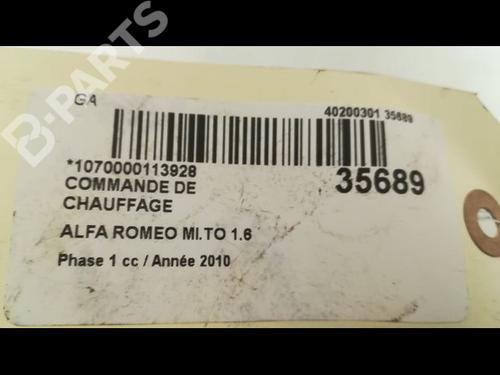 GA
40200301 35689
*1070000113928
35689
COMMANDE DE
CHAUFFAGE
ALFA ROMEO MI.TO 1.6
Phase 1 cc / Année 2010
B-PARTS